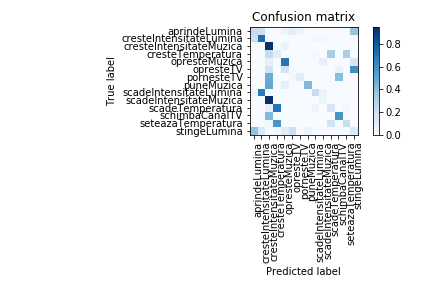 Confusion matrix
True label
aprindeLumina
cresteIntensitateLumina
cresteIntensitateMuzica
cresteTemperatura
opresteMuzica
opresteTV
pornesteTV
puneMuzica
scadeIntensitateLumina
scadeIntensitateMuzica
scadeTemperatura
schimbaCanalTV
seteazaTemperatura
stingeLumina
aprindeLumina
cresteIntensitateLumina
cresteIntensitateMuzica
cresteTemperatura
opresteMuzica
opresteTV
pornesteTV
puneMuzica
scadeIntensitateLumina
scadeIntensitateMuzica
scadeTemperatura
schimbaCanalTV
seteazaTemperatura
stingeLumina
Predicted label
0.8
0.6
0.4
0.2
0.0